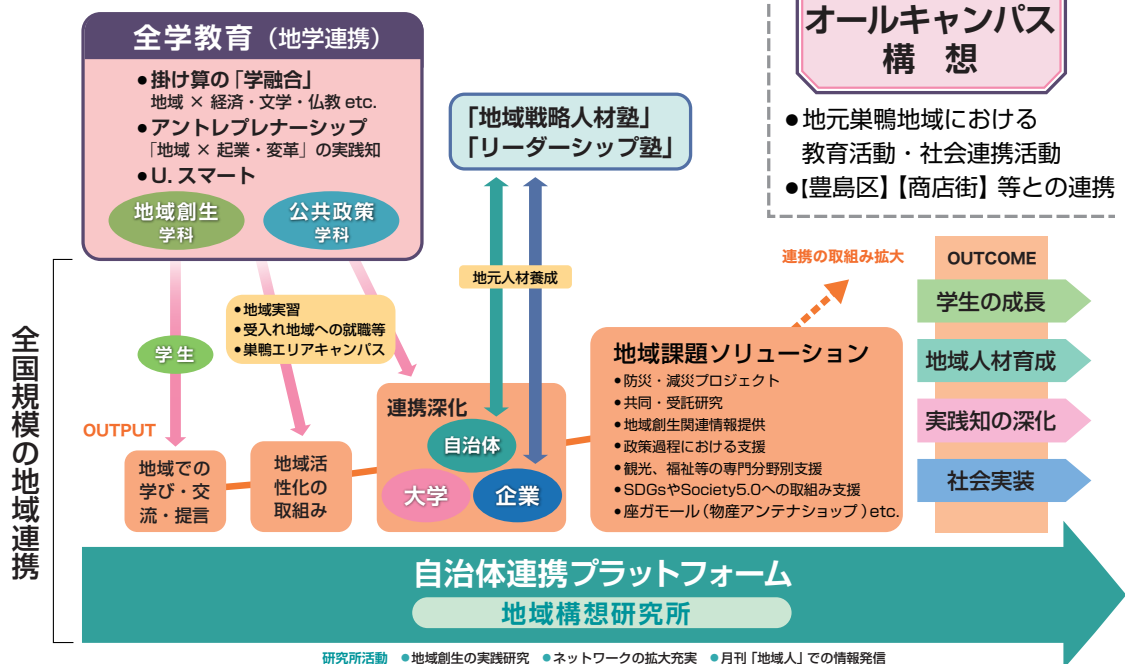 全学教育（地学連携）
●掛け算の「学融合」
地域 × 経済・文学・仏教 etc.
●アントレプレナーシップ
「地域 × 起業・変革」の実践知
●U. スマート
地域創生
学科
公共政策
学科
「地域戦略人材塾」
「リーダーシップ塾」
オールキャンパス
構 想
●地元巣鴨地域における
教育活動・社会連携活動
●【豊島区】【商店街】等との連携
全国規模の地域連携
学生
●地域実習
●受入れ地域への就職等
●巣鴨エリアキャンパス
地元人材養成
連携の取組み拡大
OUTPUT
地域での
学び・交
流・提言
地域活
性化の
取組み
連携深化
自治体
大学
企業
地域課題ソリューション
●防災・減災プロジェクト
●共同・受託研究
●地域創生関連情報提供
●政策過程における支援
●観光、福祉等の専門分野別支援
●SDGsやSociety5.0への取組み支援
●座ガモール（物産アンテナショップ）etc.
OUTCOME
学生の成長
地域人材育成
実践知の深化
社会実装
自治体連携プラットフォーム
地域構想研究所
研究所活動 ●地域創生の実践研究 ●ネットワークの拡大充実 ●月刊「地域人」での情報発信